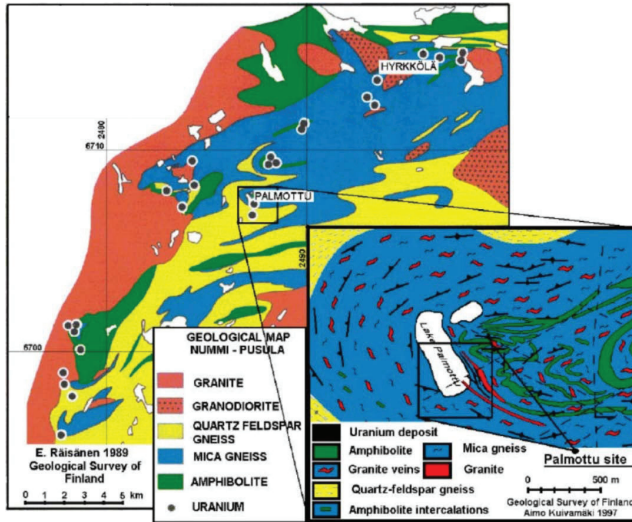 HYRKKÖLÄ
2490
6710
PALMOTTU
2490
6700
GEOLOGICAL MAP
NUMMI - PUSULA
GRANITE
GRANODIORITE
QUARTZ FELDSPAR
GNEISS
MICA GNEISS
AMPHIBOLITE
URANIUM
E. Räisänen 1989
Geological Survey of
Finland
0 1 2 3 4 5 6
km
Lake Palmottu
Uranium deposit
Amphibolite
Mica gneiss
Granite veins
Granite
Quartz-feldspar gneiss
Amphibolite intercalations
Palmottu site
0 500 m
Geological Survey of Finland
Aimo Kuivamäki 1997